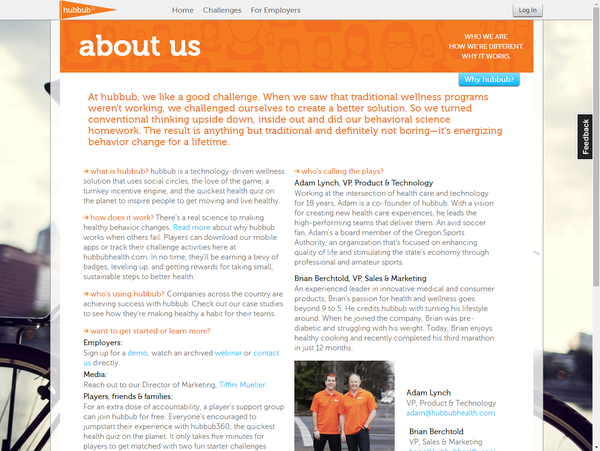 hubbub
Home Challenges For Employers
Log In
about us
WHO WE ARE.
HOW WE'RE DIFFERENT.
WHY IT WORKS.
Why hubbub?
At hubbub, we like a good challenge. When we saw that traditional wellness programs
weren't working, we challenged ourselves to create a better solution. So we turned
conventional thinking upside down, inside out and did our behavioral science
homework. The result is anything but traditional and definitely not boring—it's energizing
behavior change for a lifetime.
Feedback
what is hubbub? hubbub is a technology-driven wellness
solution that uses social circles, the love of the game, a
turnkey incentive engine, and the quickest health quiz on
the planet to inspire people to get moving and live healthy.
how does it work? There's a real science to making
healthy behavior changes. Read more about why hubbub
works when others fail. Players can download our mobile
apps or track their challenge activities here at
hubbubhealth.com. In no time, they'll be earning a bevy of
badges, leveling up, and getting rewards for taking small,
sustainable steps to better health.
who's using hubbub? Companies across the country are
achieving success with hubbub. Check out our case studies
to see how they're making healthy a habit for their teams.
want to get started or learn more?
Employers:
Sign up for a demo, watch an archived webinar or contact
us directly.
Media:
Reach out to our Director of Marketing, Tiffini Mueller.
Players, friends & families:
For an extra dose of accountability, a player's support group
can join hubbub for free. Everyone's encouraged to
jumpstart their experience with hubbub360, the quickest
health quiz on the planet. It only takes five minutes for
players to get matched with two fun starter challenges
who's calling the plays?
Adam Lynch, VP, Product & Technology
Working at the intersection of health care and technology
for 18 years, Adam is a co-founder of hubbub. With a vision
for creating new health care experiences, he leads the
high-performing teams that deliver them. An avid soccer
fan, Adam's a board member of the Oregon Sports
Authority, an organization that's focused on enhancing
quality of life and stimulating the state's economy through
professional and amateur sports.
Brian Berchtold, VP, Sales & Marketing
An experienced leader in innovative medical and consumer
products, Brian's passion for health and wellness goes
beyond 9 to 5. He credits hubbub with turning his lifestyle
around. When he joined the company, Brian was pre-
diabetic and struggling with his weight. Today, Brian enjoys
healthy cooking and recently completed his third marathon
in just 12 months.
Adam Lynch
VP, Product & Technology
adam@hubbubhealth.com
Brian Berchtold
VP, Sales & Marketing
brian@hubbubhealth.com